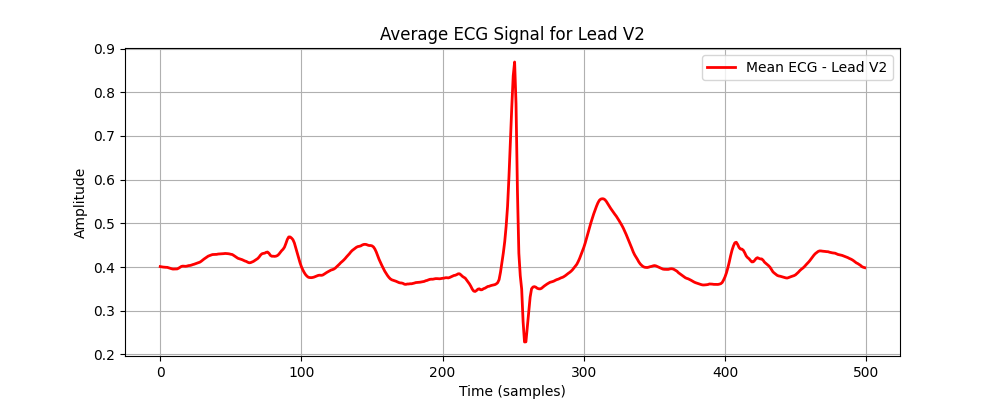 Average ECG Signal for Lead V2
Mean ECG - Lead V2
Amplitude
0.9
0.8
0.7
0.6
0.5
0.4
0.3
0.2
0 100 200 300 400 500
Time (samples)